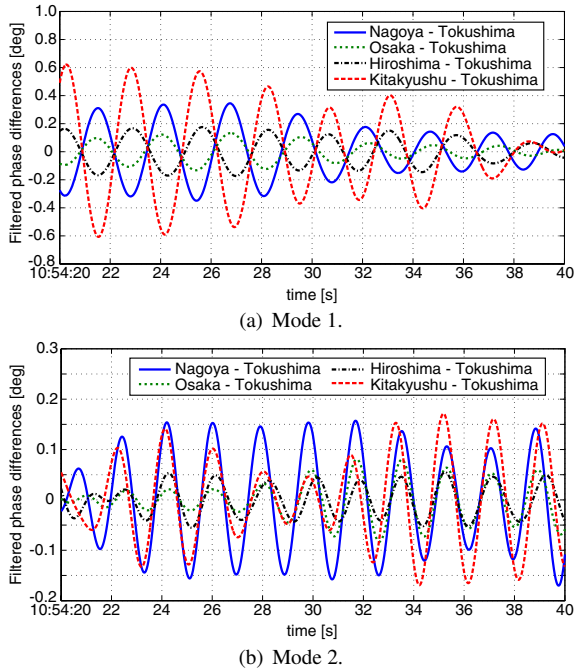 Filtered phase differences [deg]
1.0
0.8
0.6
0.4
0.2
0
-0.2
-0.4
-0.6
-0.8
Nagoya - Tokushima
Osaka - Tokushima
Hiroshima - Tokushima
Kitakyushu - Tokushima
10:54:20 22 24 26 28 30 32 34 36 38 40
time [s]
(a) Mode 1.
Filtered phase differences [deg]
0.3
0.2
0.1
0
-0.1
-0.2
Nagoya - Tokushima Hiroshima - Tokushima
Osaka - Tokushima Kitakyushu - Tokushima
10:54:20 22 24 26 28 30 32 34 36 38 40
time [s]
(b) Mode 2.